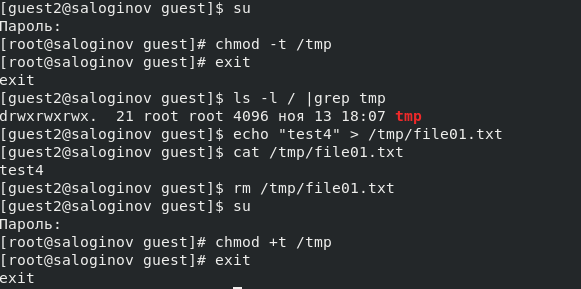 [guest2@saloginov guest]$ su
Пароль:
[root@saloginov guest]# chmod -t /tmp
[root@saloginov guest]# exit
exit
[guest2@saloginov guest]$ ls -l / |grep tmp
drwxrwxrwx.  21 root root 4096 ноя 13 18:07 tmp
[guest2@saloginov guest]$ echo "test4" > /tmp/file01.txt
[guest2@saloginov guest]$ cat /tmp/file01.txt
test4
[guest2@saloginov guest]$ rm /tmp/file01.txt
[guest2@saloginov guest]$ su
Пароль:
[root@saloginov guest]# chmod +t /tmp
[root@saloginov guest]# exit
exit